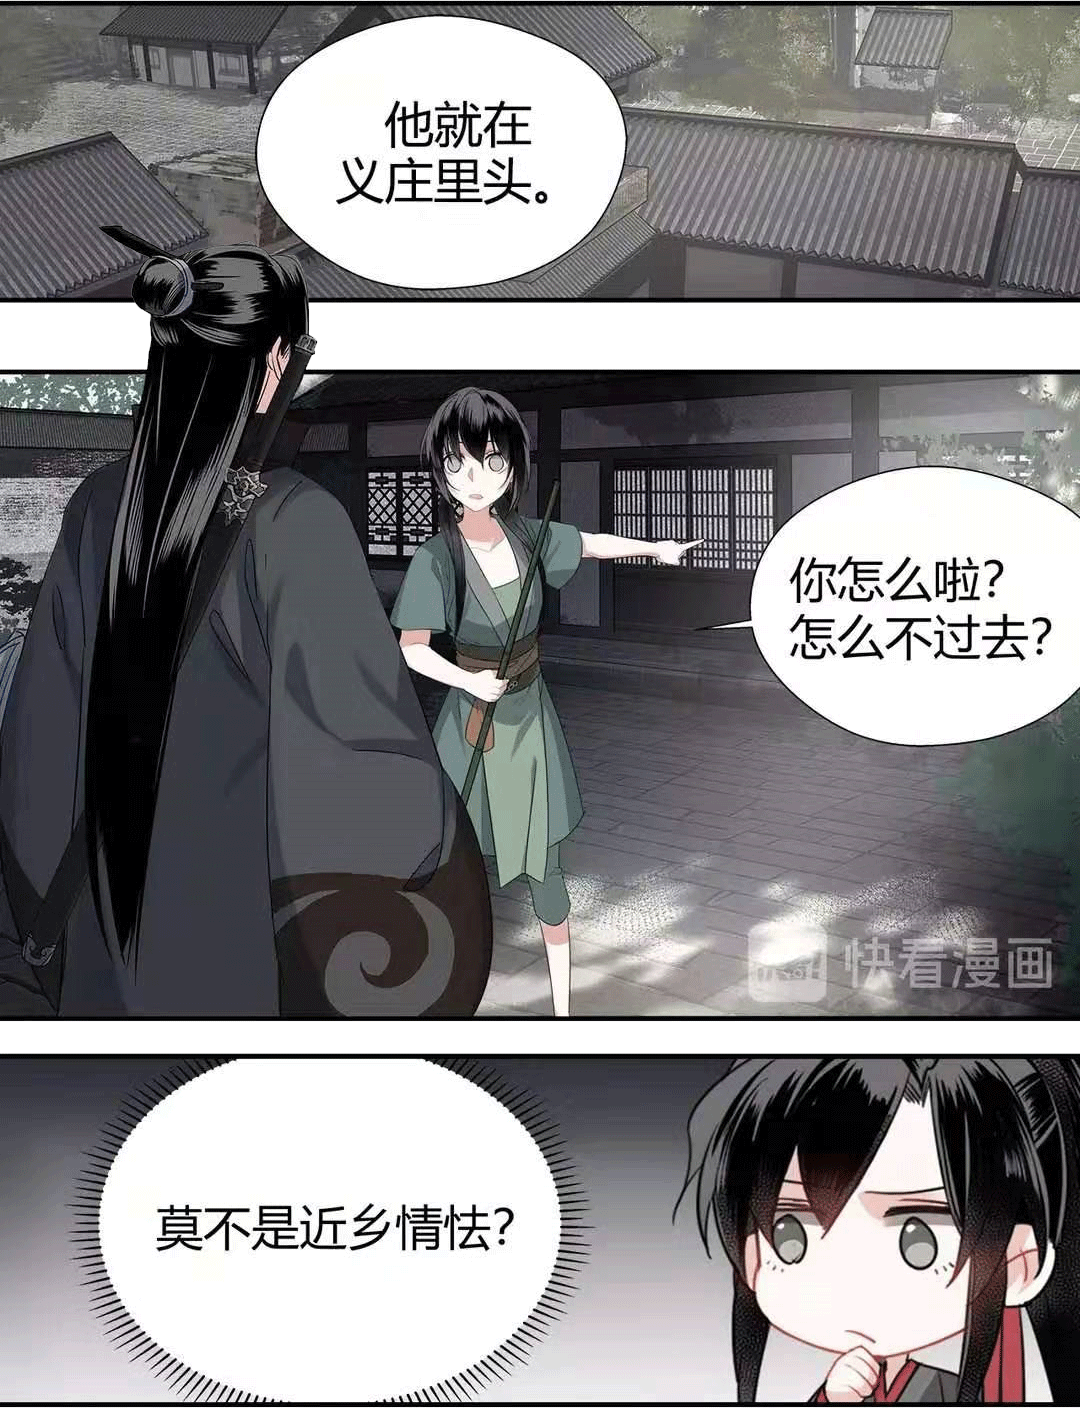 他就在
义庄里头。
你怎么啦？
怎么不过去？
快看漫画
莫不是近乡情怯？